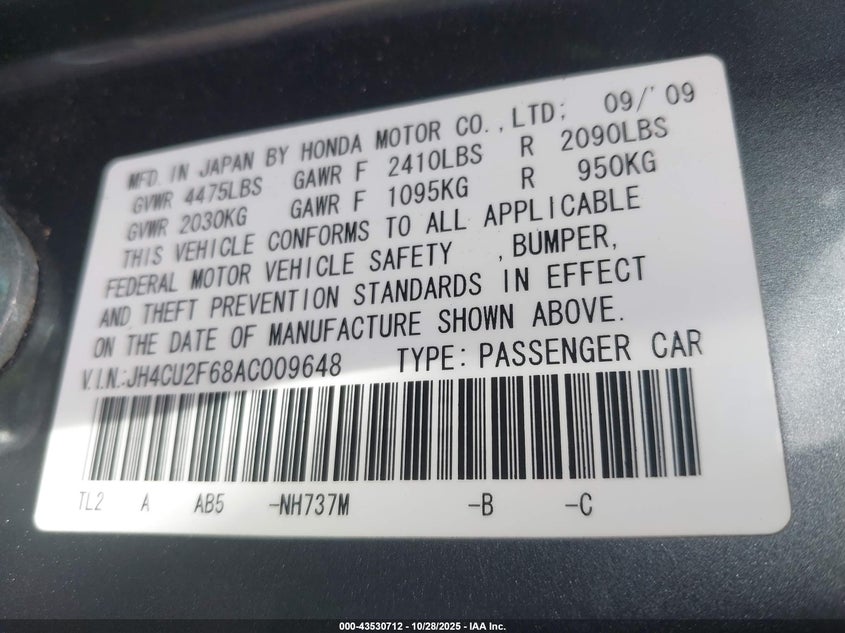 MFD. IN JAPAN BY HONDA MOTOR CO.,LTD; 09/'09
GVWR 4475LBS GAWR F 2410LBS R 2090LBS
GVWR 2030KG GAWR F 1095KG R 950KG
THIS VEHICLE CONFORMS TO ALL APPLICABLE
FEDERAL MOTOR VEHICLE SAFETY , BUMPER,
AND THEFT PREVENTION STANDARDS IN EFFECT
ON THE DATE OF MANUFACTURE SHOWN ABOVE.
V.I.N.:JH4CU2F68AC009648 TYPE: PASSENGER CAR
TL2 A AB5 -NH737M -B -C
000-43530712 - 10/28/2025 - IAA Inc.